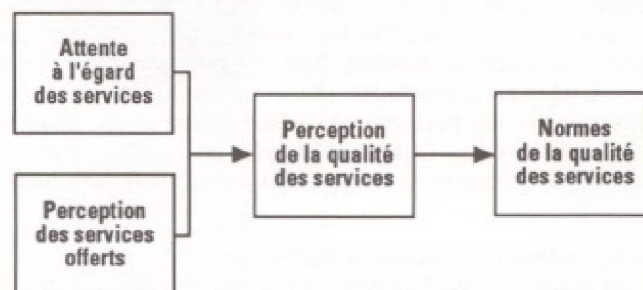 Attente
à l'égard
des services
Perception
des services
offerts
Perception
de la qualité
des services
Normes
de la qualité
des services